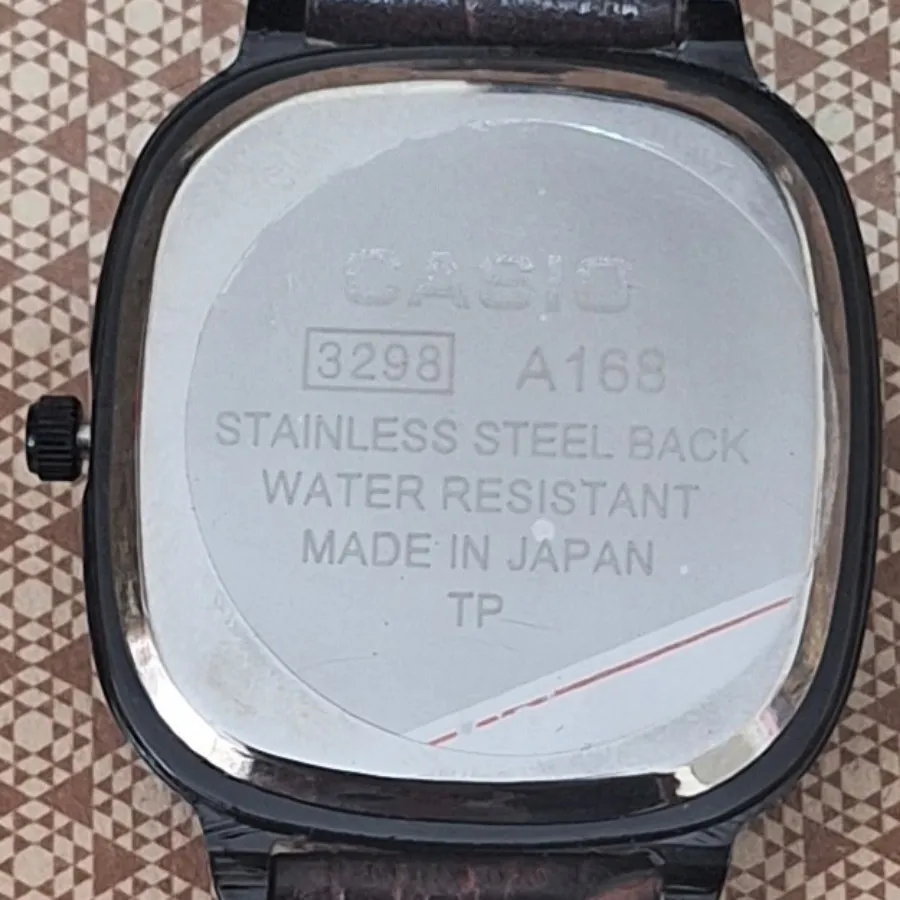 CASIO
3298 A168
STAINLESS STEEL BACK
WATER RESISTANT
MADE IN JAPAN
TP